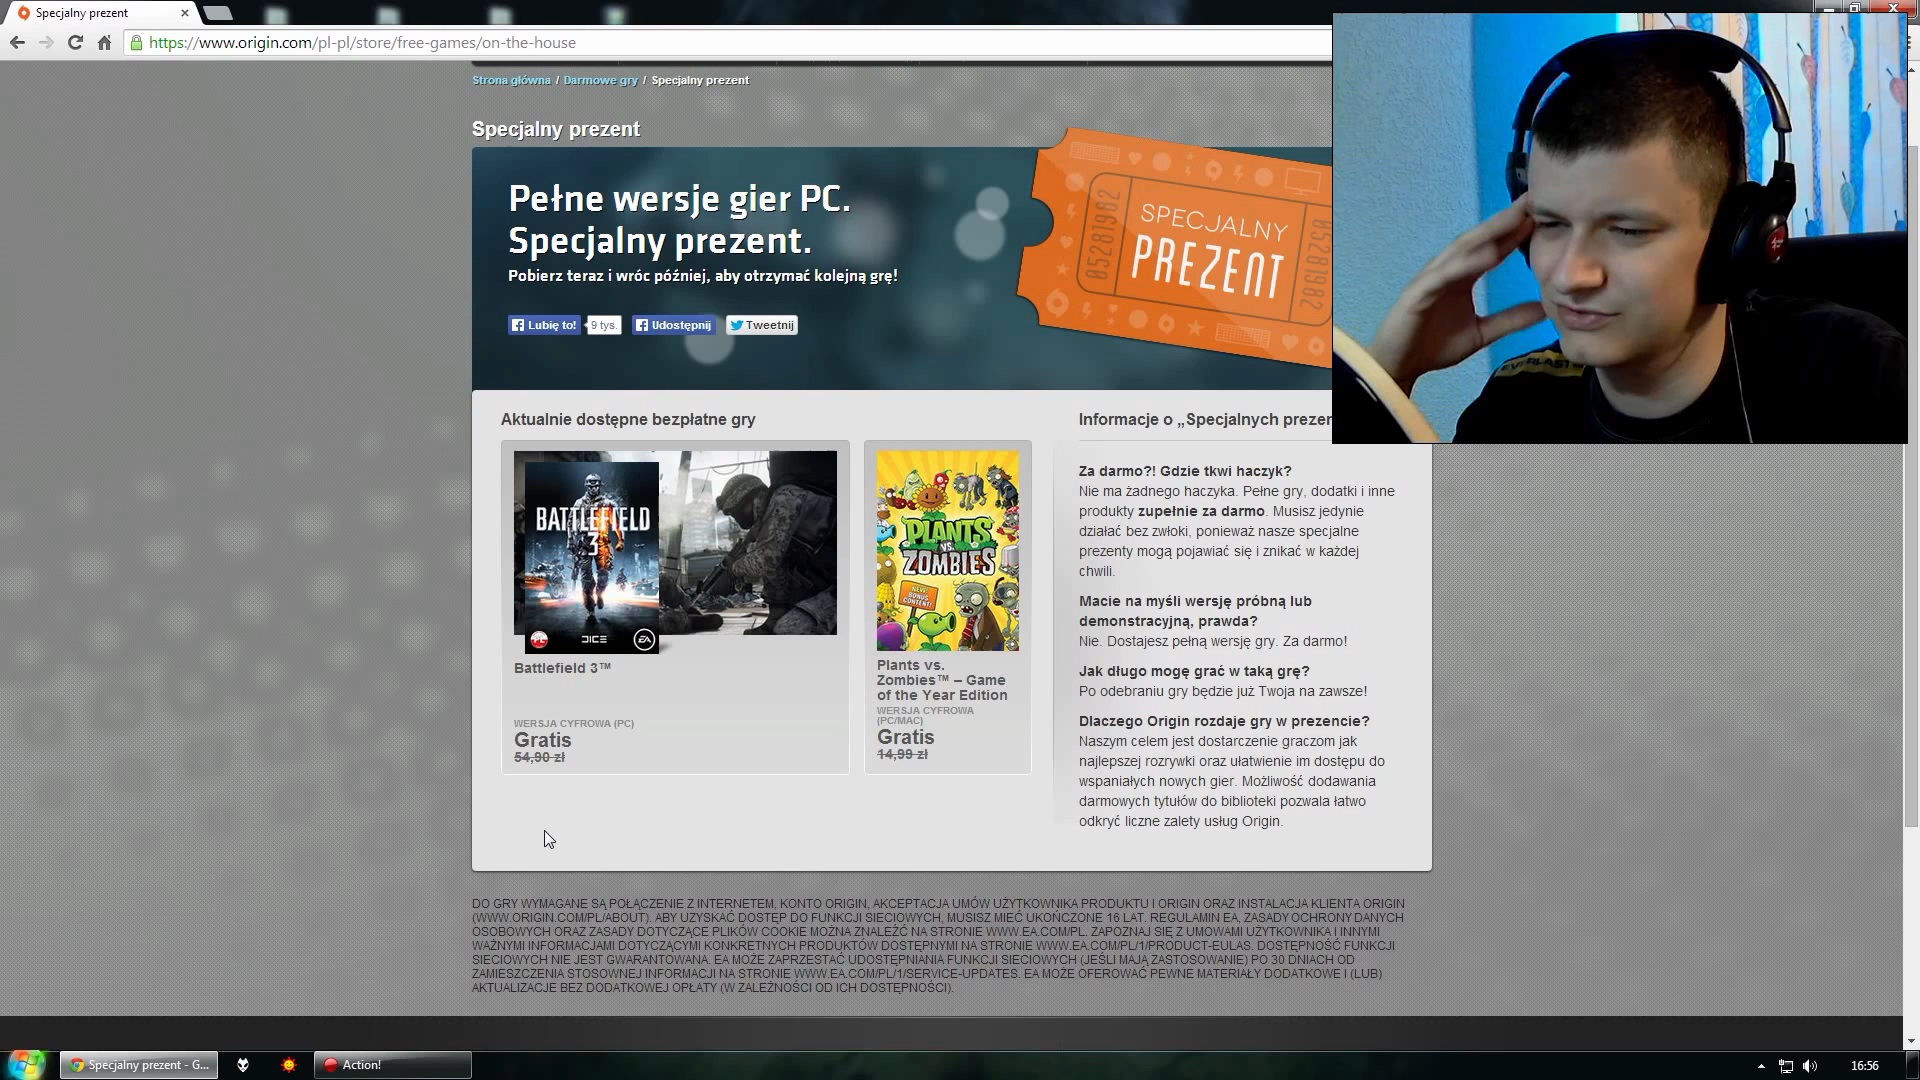 Specjalny prezent
https://www.origin.com/pl-pl/store/free-games/on-the-house
Strona główna / Darmowe gry / Specjalny prezent
Specjalny prezent
Pełne wersje gier PC.
Specjalny prezent.
Pobierz teraz i wróc później, aby otrzymać kolejną grę!
Lubię to! 9 tys. Udostępnij Tweetnij
05281982
SPECJALNY
PREZENT
05281982
EVERLAST
Aktualnie dostępne bezpłatne gry
BATTLEFIELD
3
PL DICE EA
Battlefield 3™
WERSJA CYFROWA (PC)
Gratis
54,90 zł
PLANTS
VS.
ZOMBIES
NEW!
BONUS
CONTENT!
Plants vs.
Zombies™ – Game
of the Year Edition
WERSJA CYFROWA
(PC/MAC)
Gratis
14,99 zł
Informacje o „Specjalnych prezen
Za darmo?! Gdzie tkwi haczyk?
Nie ma żadnego haczyka. Pełne gry, dodatki i inne
produkty zupełnie za darmo. Musisz jedynie
działać bez zwłoki, ponieważ nasze specjalne
prezenty mogą pojawiać się i znikać w każdej
chwili.
Macie na myśli wersję próbną lub
demonstracyjną, prawda?
Nie. Dostajesz pełną wersję gry. Za darmo!
Jak długo mogę grać w taką grę?
Po odebraniu gry będzie już Twoja na zawsze!
Dlaczego Origin rozdaje gry w prezencie?
Naszym celem jest dostarczenie graczom jak
najlepszej rozrywki oraz ułatwienie im dostępu do
wspaniałych nowych gier. Możliwość dodawania
darmowych tytułów do biblioteki pozwala łatwo
odkryć liczne zalety usług Origin.
DO GRY WYMAGANE SĄ POŁĄCZENIE Z INTERNETEM, KONTO ORIGIN, AKCEPTACJA UMÓW UŻYTKOWNIKA PRODUKTU I ORIGIN ORAZ INSTALACJA KLIENTA ORIGIN
(WWW.ORIGIN.COM/PL/ABOUT). ABY UZYSKAĆ DOSTĘP DO FUNKCJI SIECIOWYCH, MUSISZ MIEĆ UKOŃCZONE 16 LAT. REGULAMIN EA, ZASADY OCHRONY DANYCH
OSOBOWYCH ORAZ ZASADY DOTYCZĄCE PLIKÓW COOKIE MOŻNA ZNALEŹĆ NA STRONIE WWW.EA.COM/PL. ZAPOZNAJ SIĘ Z UMOWAMI UŻYTKOWNIKA I INNYMI
WAŻNYMI INFORMACJAMI DOTYCZĄCYMI KONKRETNYCH PRODUKTÓW DOSTĘPNYMI NA STRONIE WWW.EA.COM/PL/1/PRODUCT-EULAS. DOSTĘPNOŚĆ FUNKCJI
SIECIOWYCH NIE JEST GWARANTOWANA. EA MOŻE ZAPRZESTAĆ UDOSTĘPNIANIA FUNKCJI SIECIOWYCH (JEŚLI MAJĄ ZASTOSOWANIE) PO 30 DNIACH OD
ZAMIESZCZENIA STOSOWNEJ INFORMACJI NA STRONIE WWW.EA.COM/PL/1/SERVICE-UPDATES. EA MOŻE OFEROWAĆ PEWNE MATERIAŁY DODATKOWE I (LUB)
AKTUALIZACJE BEZ DODATKOWEJ OPŁATY (W ZALEŻNOŚCI OD ICH DOSTĘPNOŚCI).
Specjalny prezent - G...
Action!
16:56